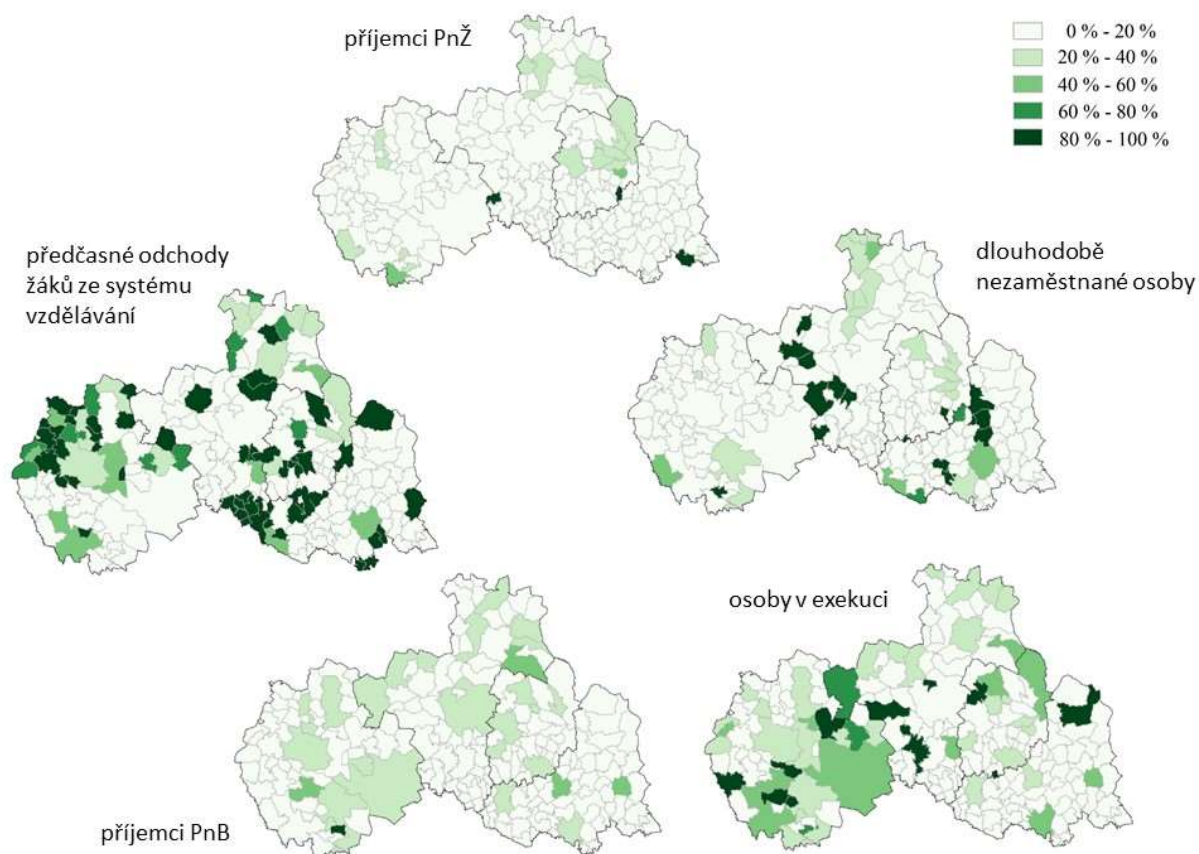 příjemci PnŽ
0 % - 20 %
20 % - 40 %
40 % - 60 %
60 % - 80 %
80 % - 100 %
předčasné odchody
žáků ze systému
vzdělávání
dlouhodobě
nezaměstnané osoby
osoby v exekuci
příjemci PnB